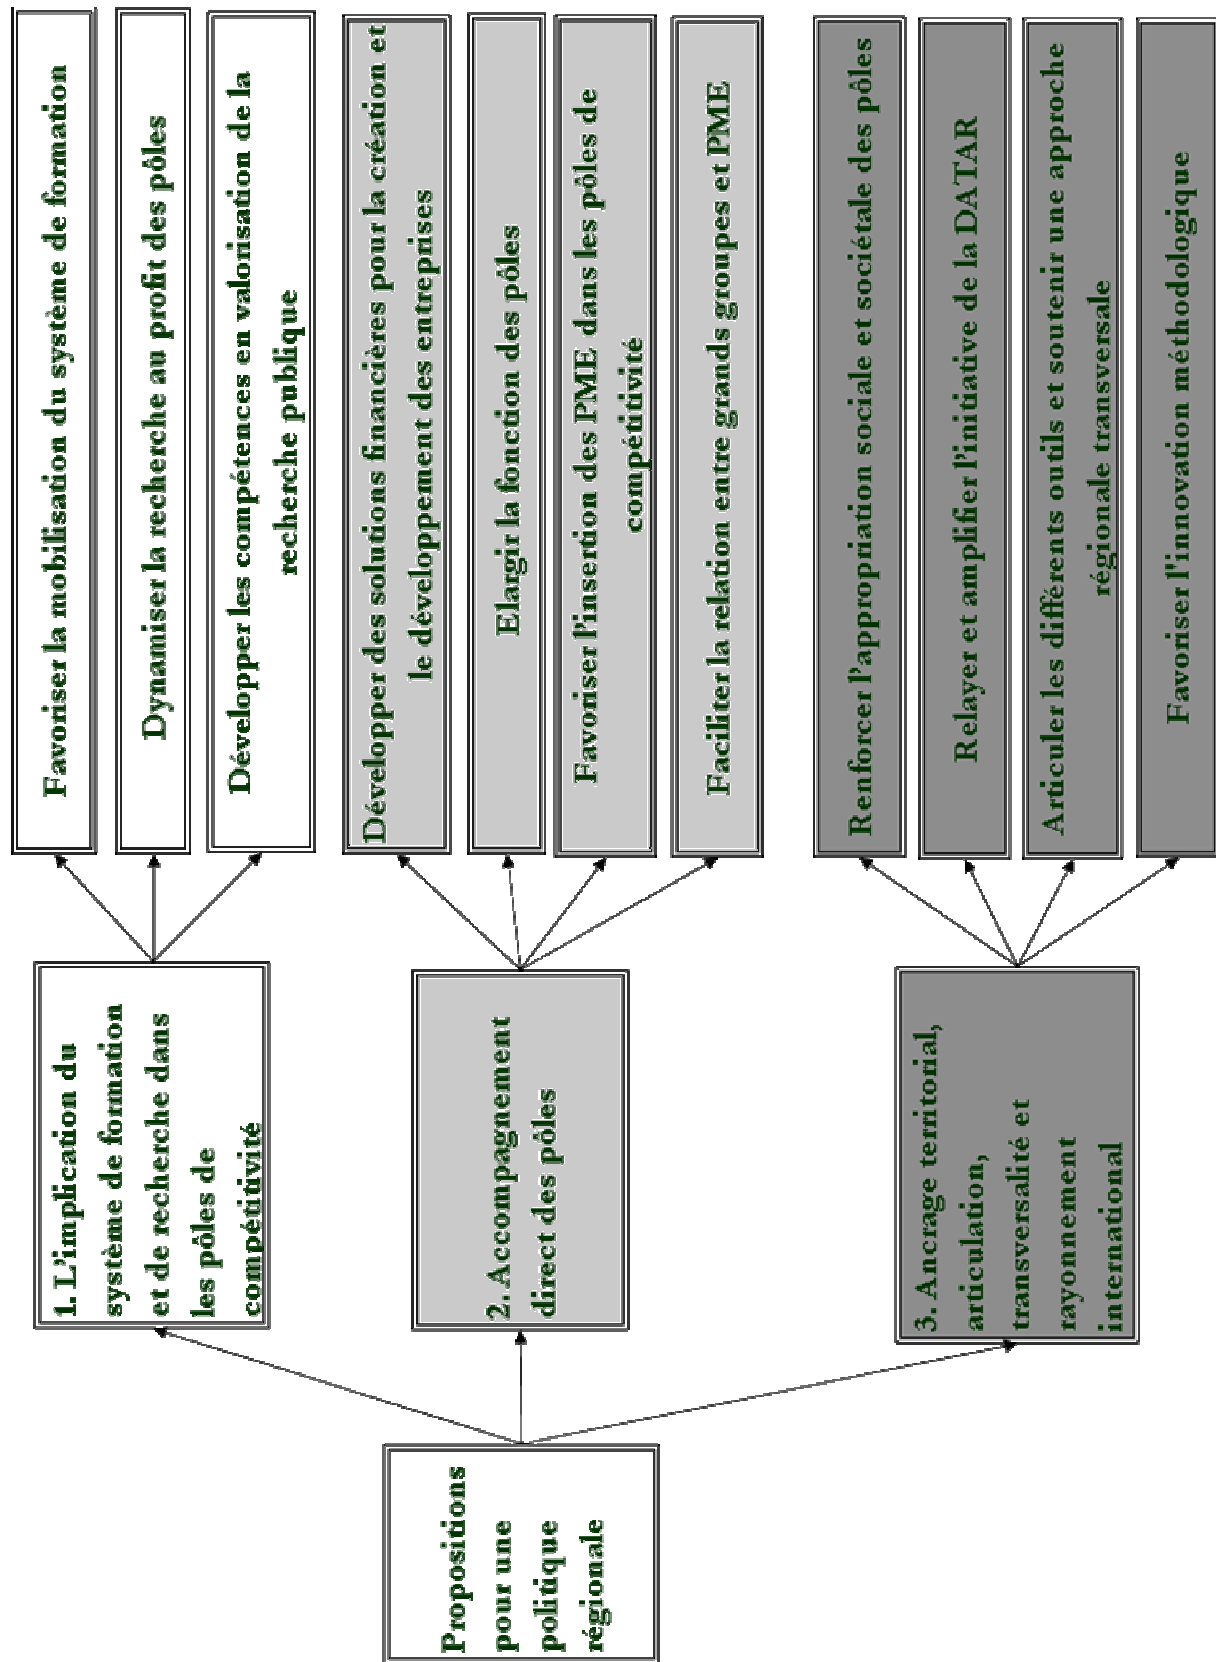 Propositions
pour une
politique
régionale
1. L'implication du
système de formation
et de recherche dans
les pôles de
compétitivité
Favoriser la mobilisation du système de formation
Dynamiser la recherche au profit des pôles
Développer les compétences en valorisation de la
recherche publique
2. Accompagnement
direct des pôles
Développer des solutions financières pour la création et
le développement des entreprises
Elargir la fonction des pôles
Favoriser l'insertion des PME dans les pôles de
compétitivité
Faciliter la relation entre grands groupes et PME
3. Ancrage territorial,
articulation,
transversalité et
rayonnement
international
Renforcer l'appropriation sociale et sociétale des pôles
Relayer et amplifier l'initiative de la DATAR
Articuler les différents outils et soutenir une approche
régionale transversale
Favoriser l'innovation méthodologique